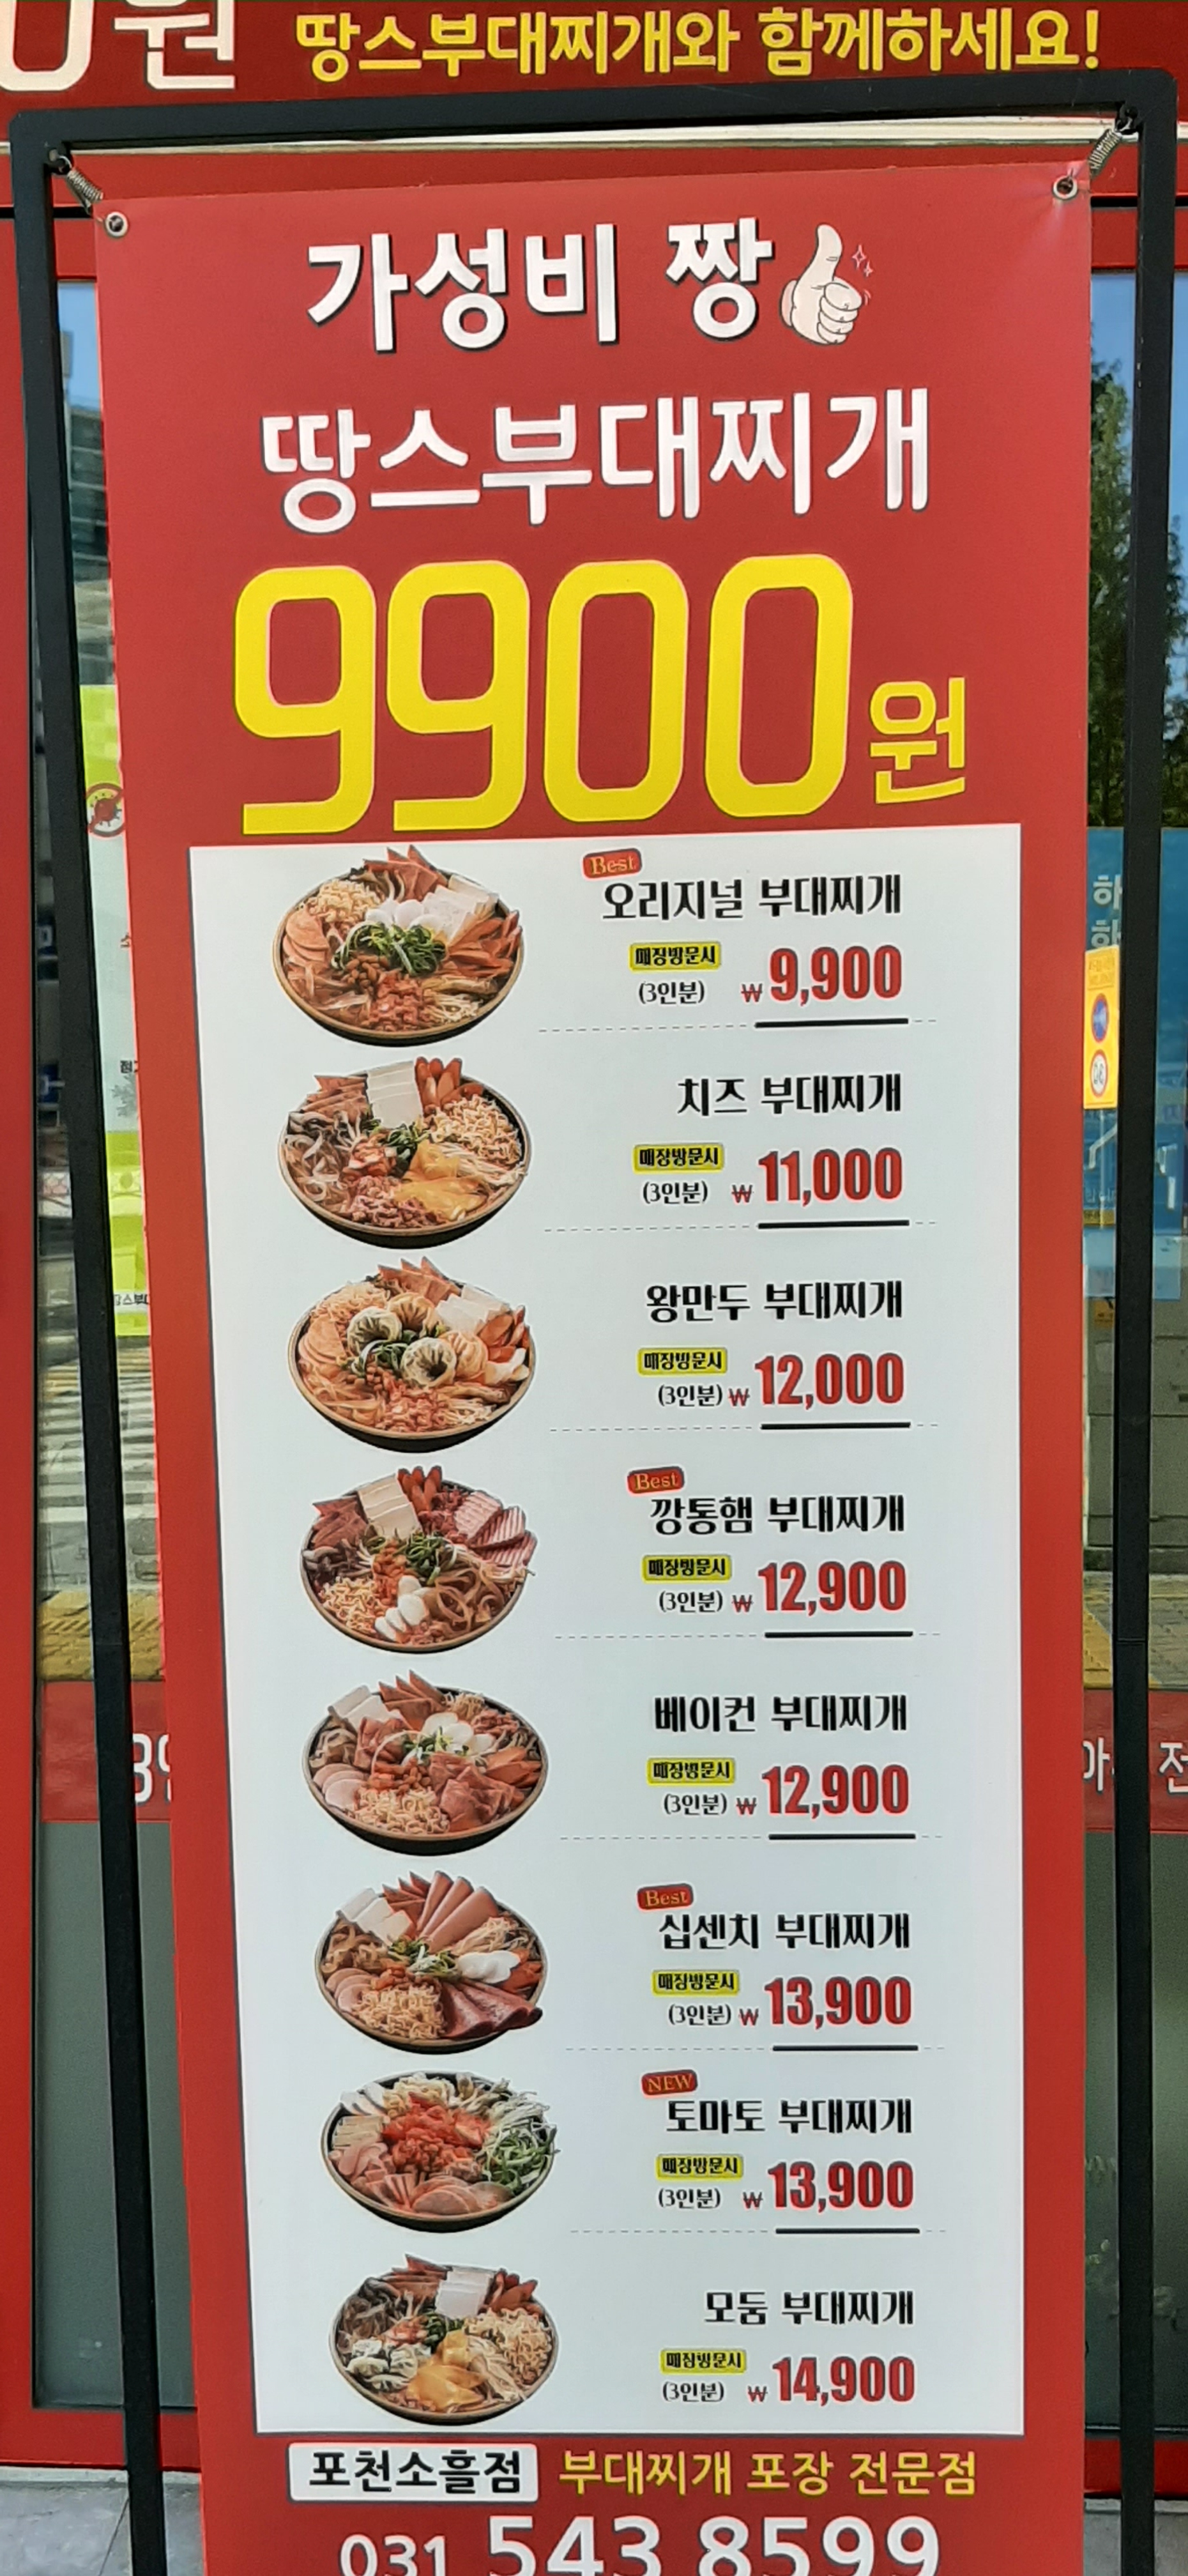 0원 땅스부대찌개와 함께하세요!
가성비 짱
땅스부대찌개
9900원
Best
오리지널 부대찌개
매장방문시
(3인분) ₩9,900
치즈 부대찌개
매장방문시
(3인분) ₩11,000
왕만두 부대찌개
매장방문시
(3인분) ₩12,000
Best
깡통햄 부대찌개
매장방문시
(3인분) ₩12,900
베이컨 부대찌개
매장방문시
(3인분) ₩12,900
Best
십센치 부대찌개
매장방문시
(3인분) ₩13,900
NEW
토마토 부대찌개
매장방문시
(3인분) ₩13,900
모둠 부대찌개
매장방문시
(3인분) ₩14,900
포천소흘점 부대찌개 포장 전문점
031 543 8599